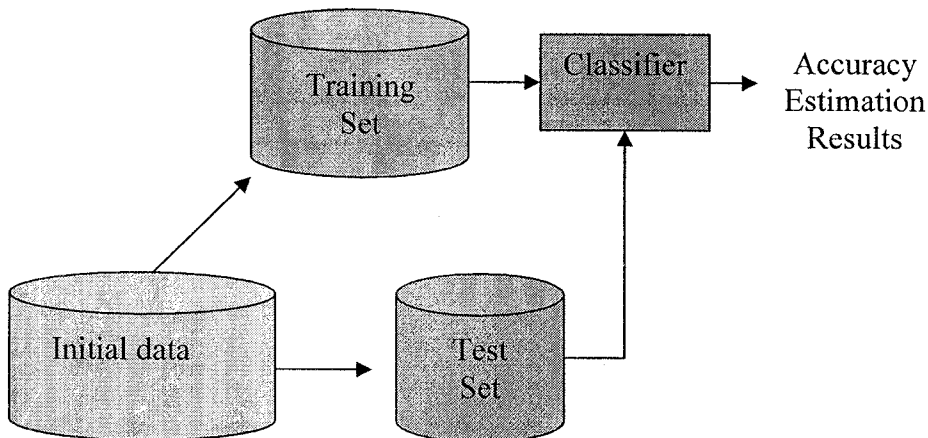 Training
Set
Classifier
Accuracy
Estimation
Results
Initial data
Test
Set